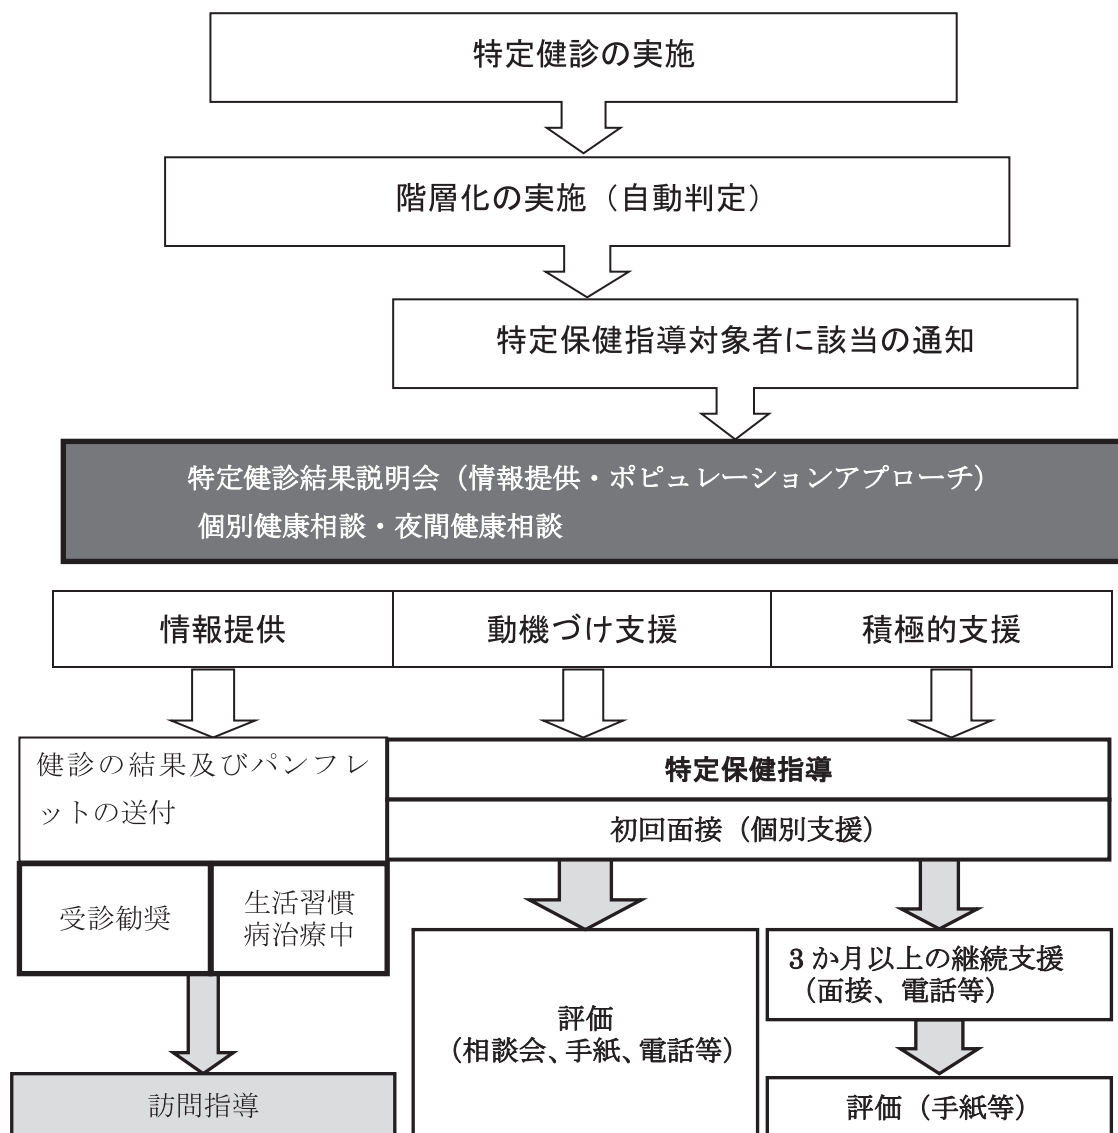 特定健診の実施
階層化の実施（自動判定）
特定保健指導対象者に該当の通知
特定健診結果説明会（情報提供・ポピュレーションアプローチ）
個別健康相談・夜間健康相談
情報提供
動機づけ支援
積極的支援
健診の結果及びパンフレ
ットの送付
特定保健指導
初回面接（個別支援）
受診勧奨
生活習慣
病治療中
評価
（相談会、手紙、電話等）
3か月以上の継続支援
（面接、電話等）
訪問指導
評価（手紙等）